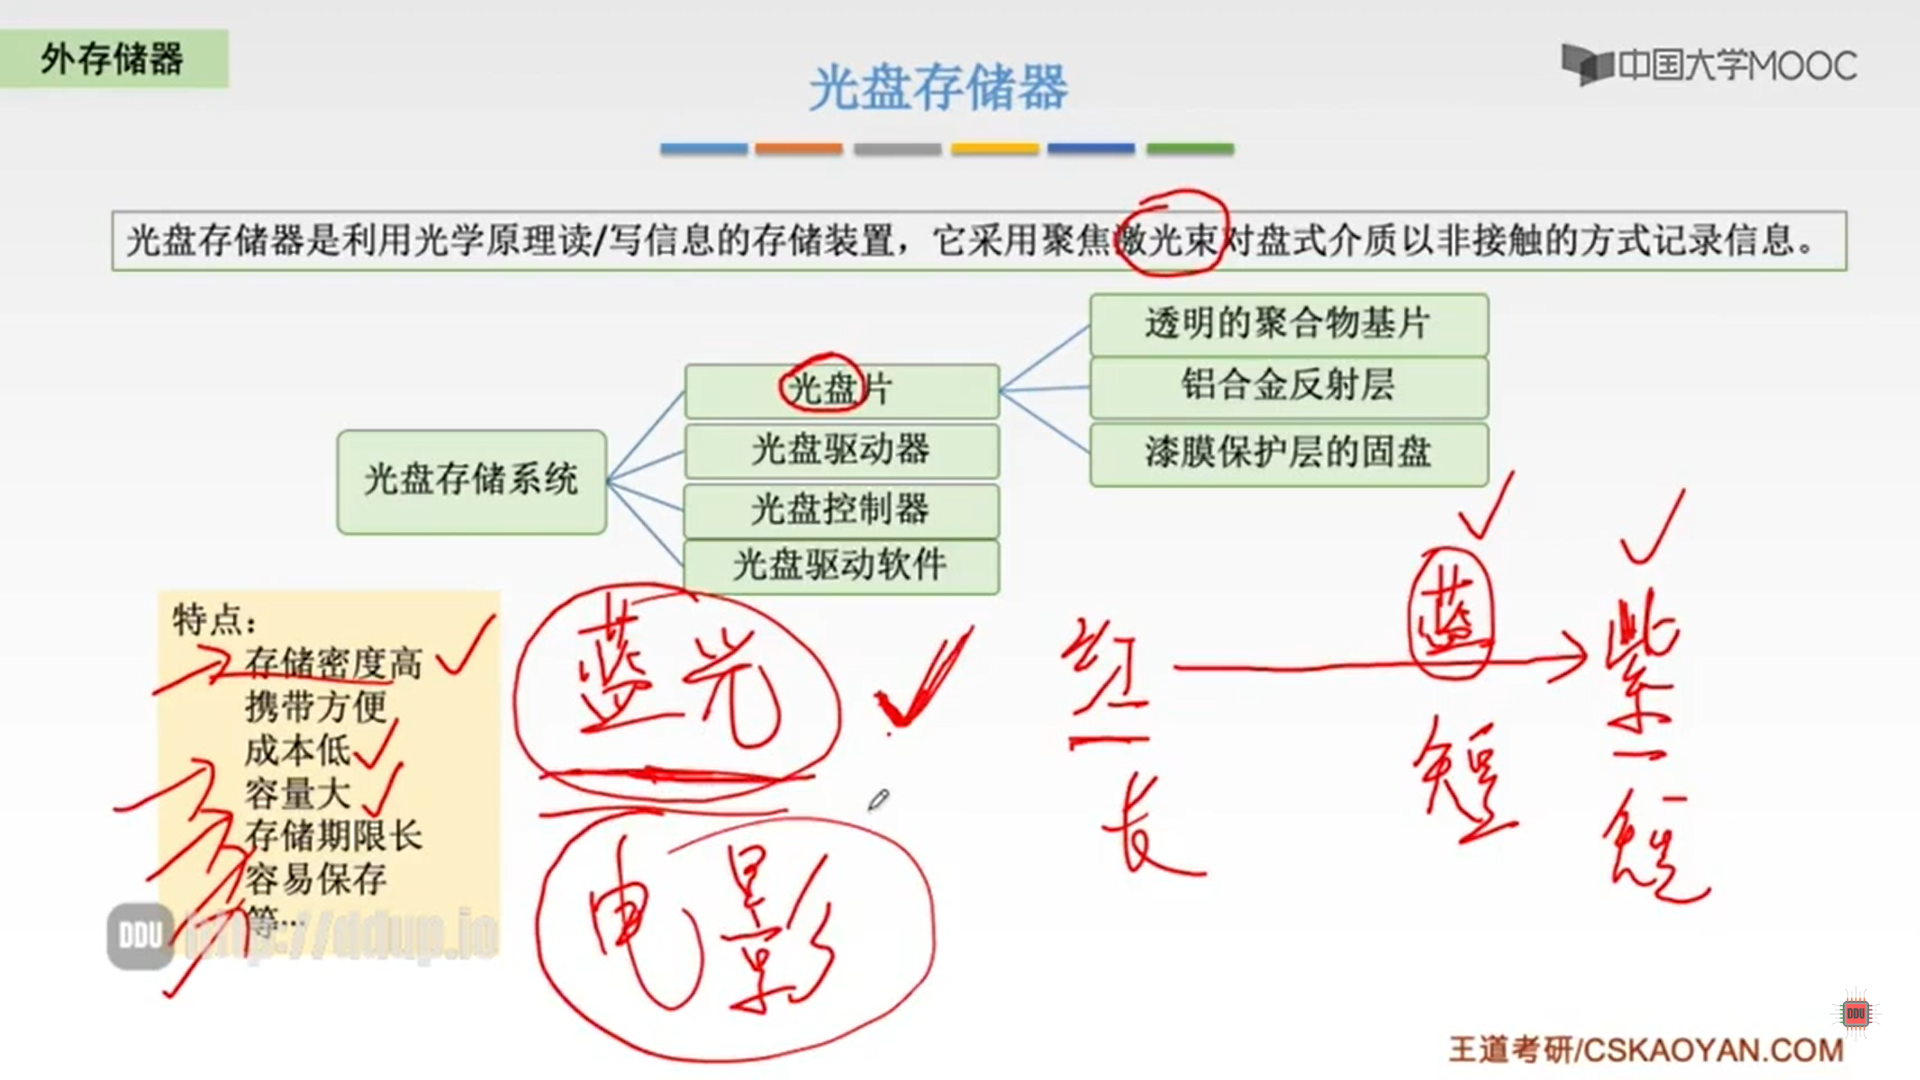 外存储器
中国大学MOOC
光盘存储器
光盘存储器是利用光学原理读/写信息的存储装置，它采用聚焦激光束对盘式介质以非接触的方式记录信息。
透明的聚合物基片
光盘片
铝合金反射层
光盘驱动器
漆膜保护层的固盘
光盘存储系统
光盘控制器
光盘驱动软件
特点：
存储密度高
携带方便
成本低
容量大
存储期限长
容易保存
等…
蓝光
电影
红
蓝
紫
长
短
短
DDU http://ddup.io
DDU
王道考研/CSKAOYAN.COM